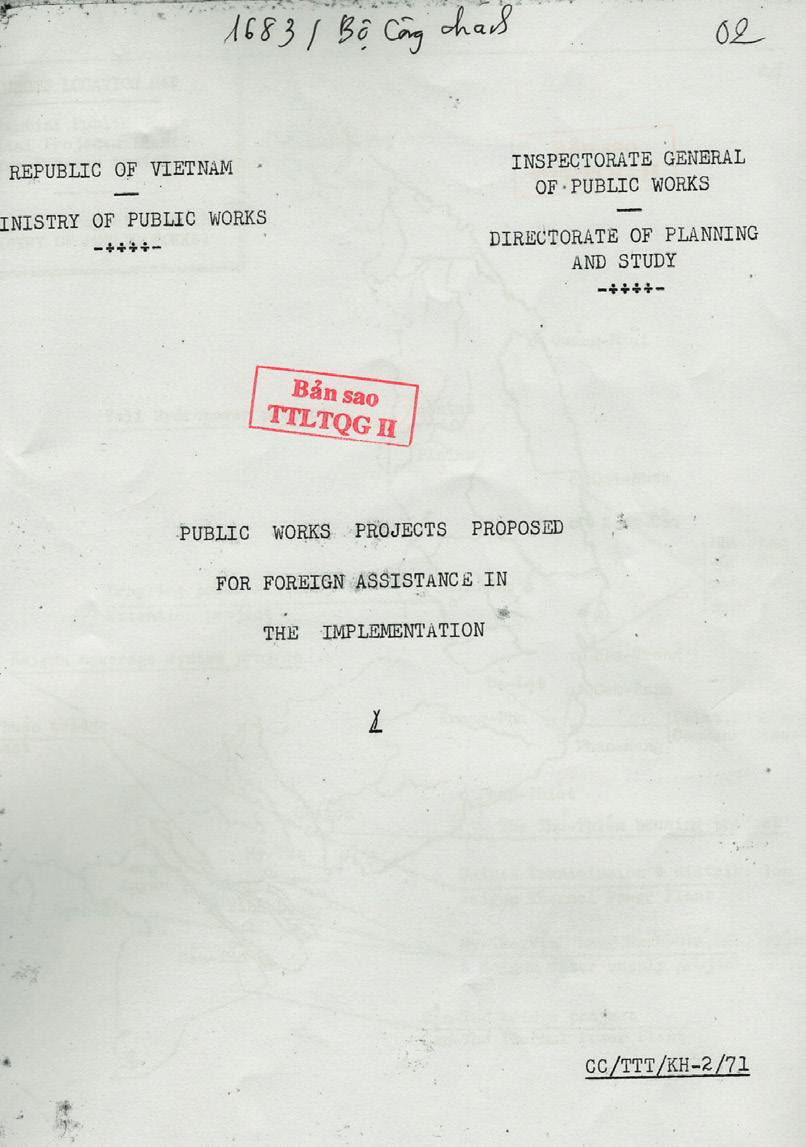 1683 / Bộ Công chánh
02
REPUBLIC OF VIETNAM
INISTRY OF PUBLIC WORKS
-++++-
INSPECTORATE GENERAL
OF PUBLIC WORKS
DIRECTORATE OF PLANNING
AND STUDY
-++++-
Bản sao
TTLTQG II
PUBLIC WORKS PROJECTS PROPOSED
FOR FOREIGN ASSISTANCE IN
THE IMPLEMENTATION
CC/TTT/KH-2/71